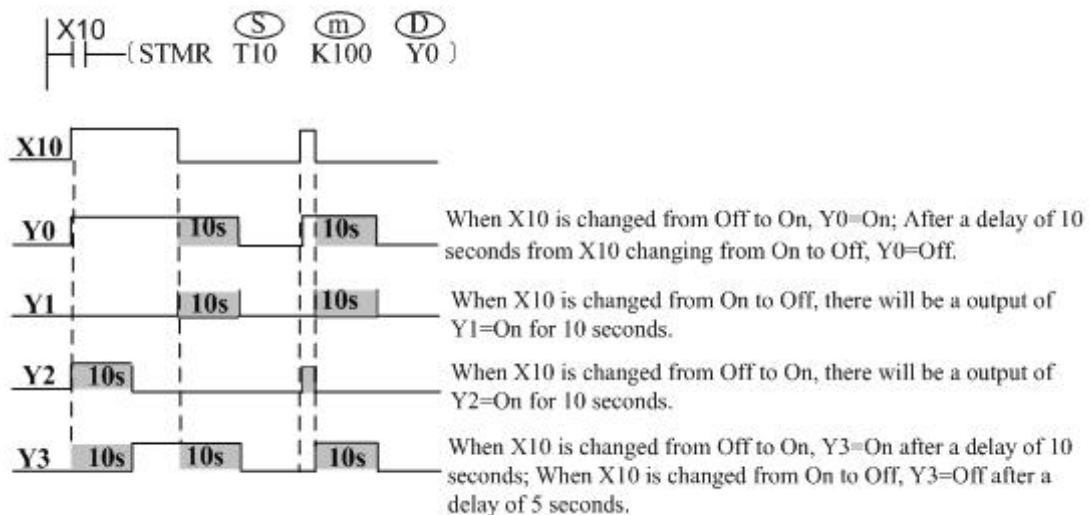 X10
S m D
( STMR T10 K100 Y0 )
X10
Y0 10s 10s
When X10 is changed from Off to On, Y0=On; After a delay of 10
seconds from X10 changing from On to Off, Y0=Off.
Y1 10s 10s
When X10 is changed from On to Off, there will be a output of
Y1=On for 10 seconds.
Y2 10s
When X10 is changed from Off to On, there will be a output of
Y2=On for 10 seconds.
Y3 10s 10s 10s
When X10 is changed from Off to On, Y3=On after a delay of 10
seconds; When X10 is changed from On to Off, Y3=Off after a
delay of 5 seconds.